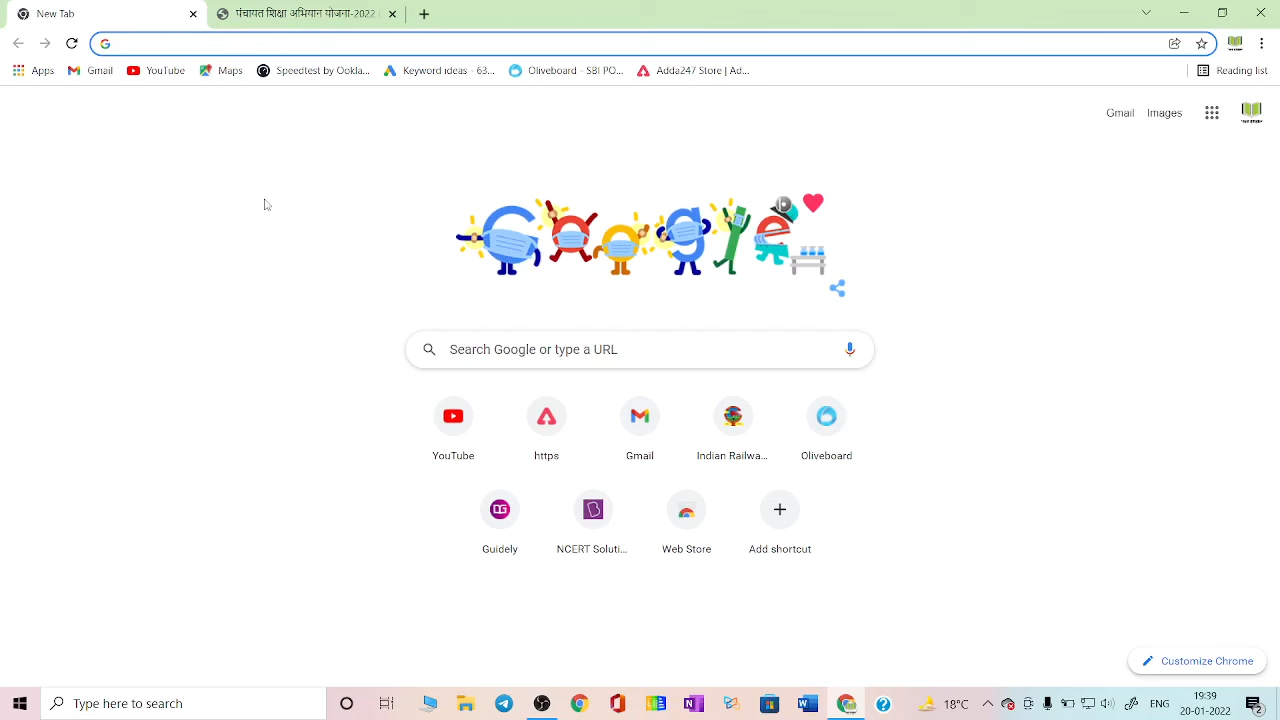 New Tab
पंचायत शिक्षा अभियान योजना-2022
Apps
Gmail
YouTube
Maps
Speedtest by Ookla...
Keyword ideas - 63...
Oliveboard - SBI PO...
Adda247 Store | Ad...
Reading list
Gmail
Images
Search Google or type a URL
YouTube
https
Gmail
Indian Railwa...
Oliveboard
Guidely
NCERT Soluti...
Web Store
Add shortcut
Customize Chrome
Type here to search
18°C
ENG
19:39
20-01-2022
2